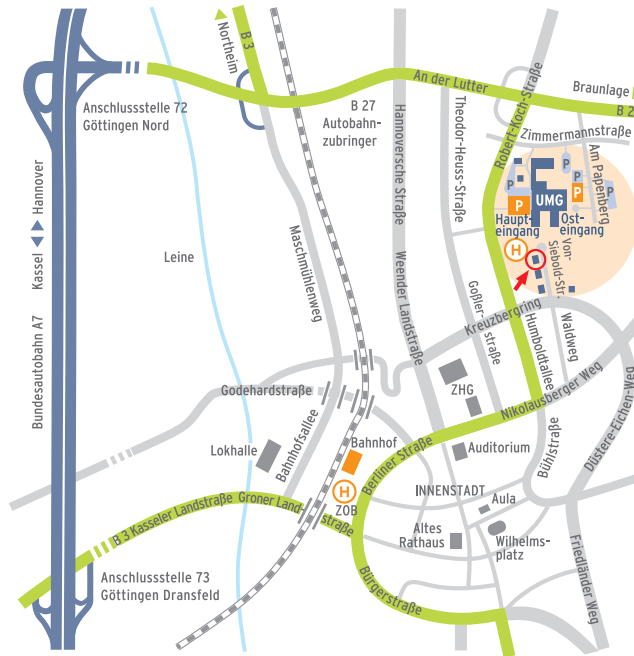 Northeim
B 3
An der Lutter
Braunlage
B 2
Anschlussstelle 72
Göttingen Nord
B 27
Autobahn-
zubringer
Hannoversche Straße
Theodor-Heuss-Straße
Robert-Koch-Straße
Zimmermannstraße
Am Papenberg
P
P
P
P
P
P
UMG
Haupt-
eingang
Ost-
eingang
H
Von-
Siebold-Str.
Kassel
Hannover
Bundesautobahn A7
Leine
Maschmühlenweg
Weender Landstraße
Goßler-
straße
Kreuzbergring
Humboldtallee
Waldweg
Godehardstraße
ZHG
Nikolausberger Weg
Düstere-Eichen-Weg
Lokhalle
Bahnhofsallee
Bahnhof
Berliner Straße
Auditorium
Bühlstraße
H
ZOB
INNENSTADT
Aula
B 3 Kasseler Landstraße
Groner Land-
straße
Altes
Rathaus
Wilhelms-
platz
Anschlussstelle 73
Göttingen Dransfeld
Bürgerstraße
Friedländer Weg